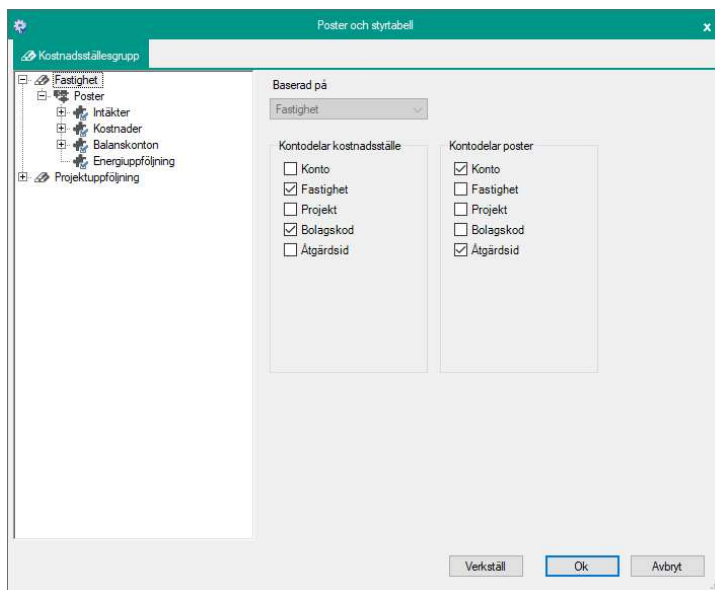 Poster och styrtabell
x
Kostnadsställesgrupp
Fastighet
Poster
Intäkter
Kostnader
Balanskonton
Energiuppföljning
Projektuppföljning
Baserad på
Fastighet
Kontodelar kostnadsställe
Konto
Fastighet
Projekt
Bolagskod
Åtgärdsid
Kontodelar poster
Konto
Fastighet
Projekt
Bolagskod
Åtgärdsid
Verkställ
Ok
Avbryt